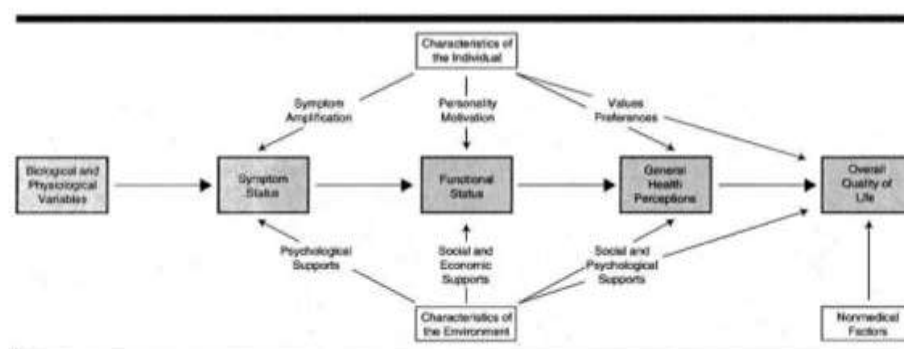 Characteristics of
the Individual
Symptom
Amplification
Personality
Motivation
Values
Preferences
Biological and
Physiological
Variables
Symptom
Status
Functional
Status
General
Health
Perceptions
Overall
Quality of
Life
Psychological
Supports
Social and
Economic
Supports
Social and
Psychological
Supports
Characteristics of
the Environment
Nonmedical
Factors